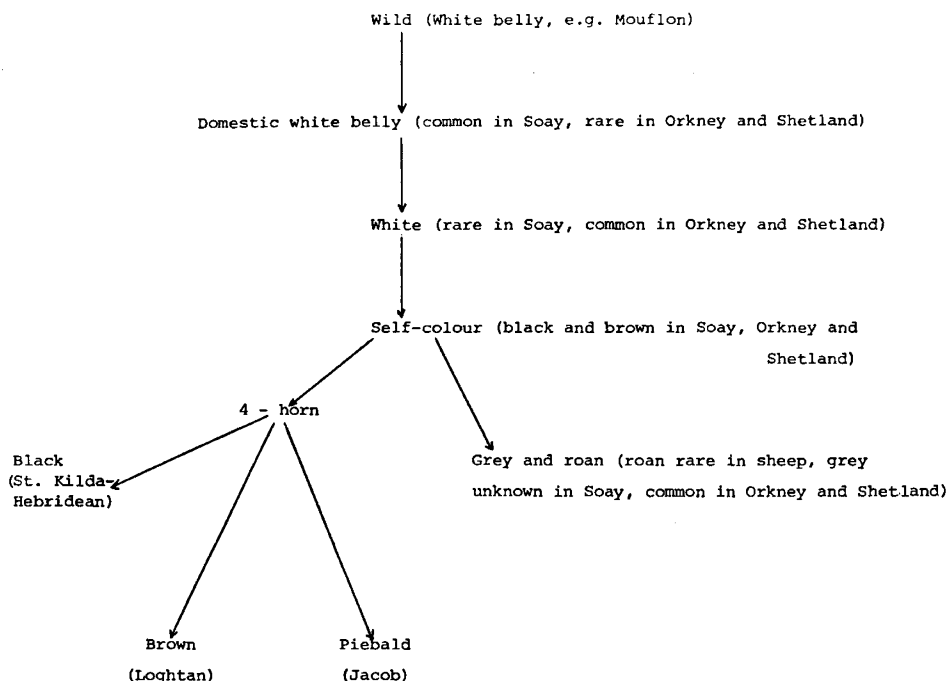 Wild (White belly, e.g. Mouflon)
Domestic white belly (common in Soay, rare in Orkney and Shetland)
White (rare in Soay, common in Orkney and Shetland)
Self-colour (black and brown in Soay, Orkney and
Shetland)
4 - horn
Black
(St. Kilda-
Hebridean)
Grey and roan (roan rare in sheep, grey
unknown in Soay, common in Orkney and Shetland)
Brown
(Loghtan)
Piebald
(Jacob)